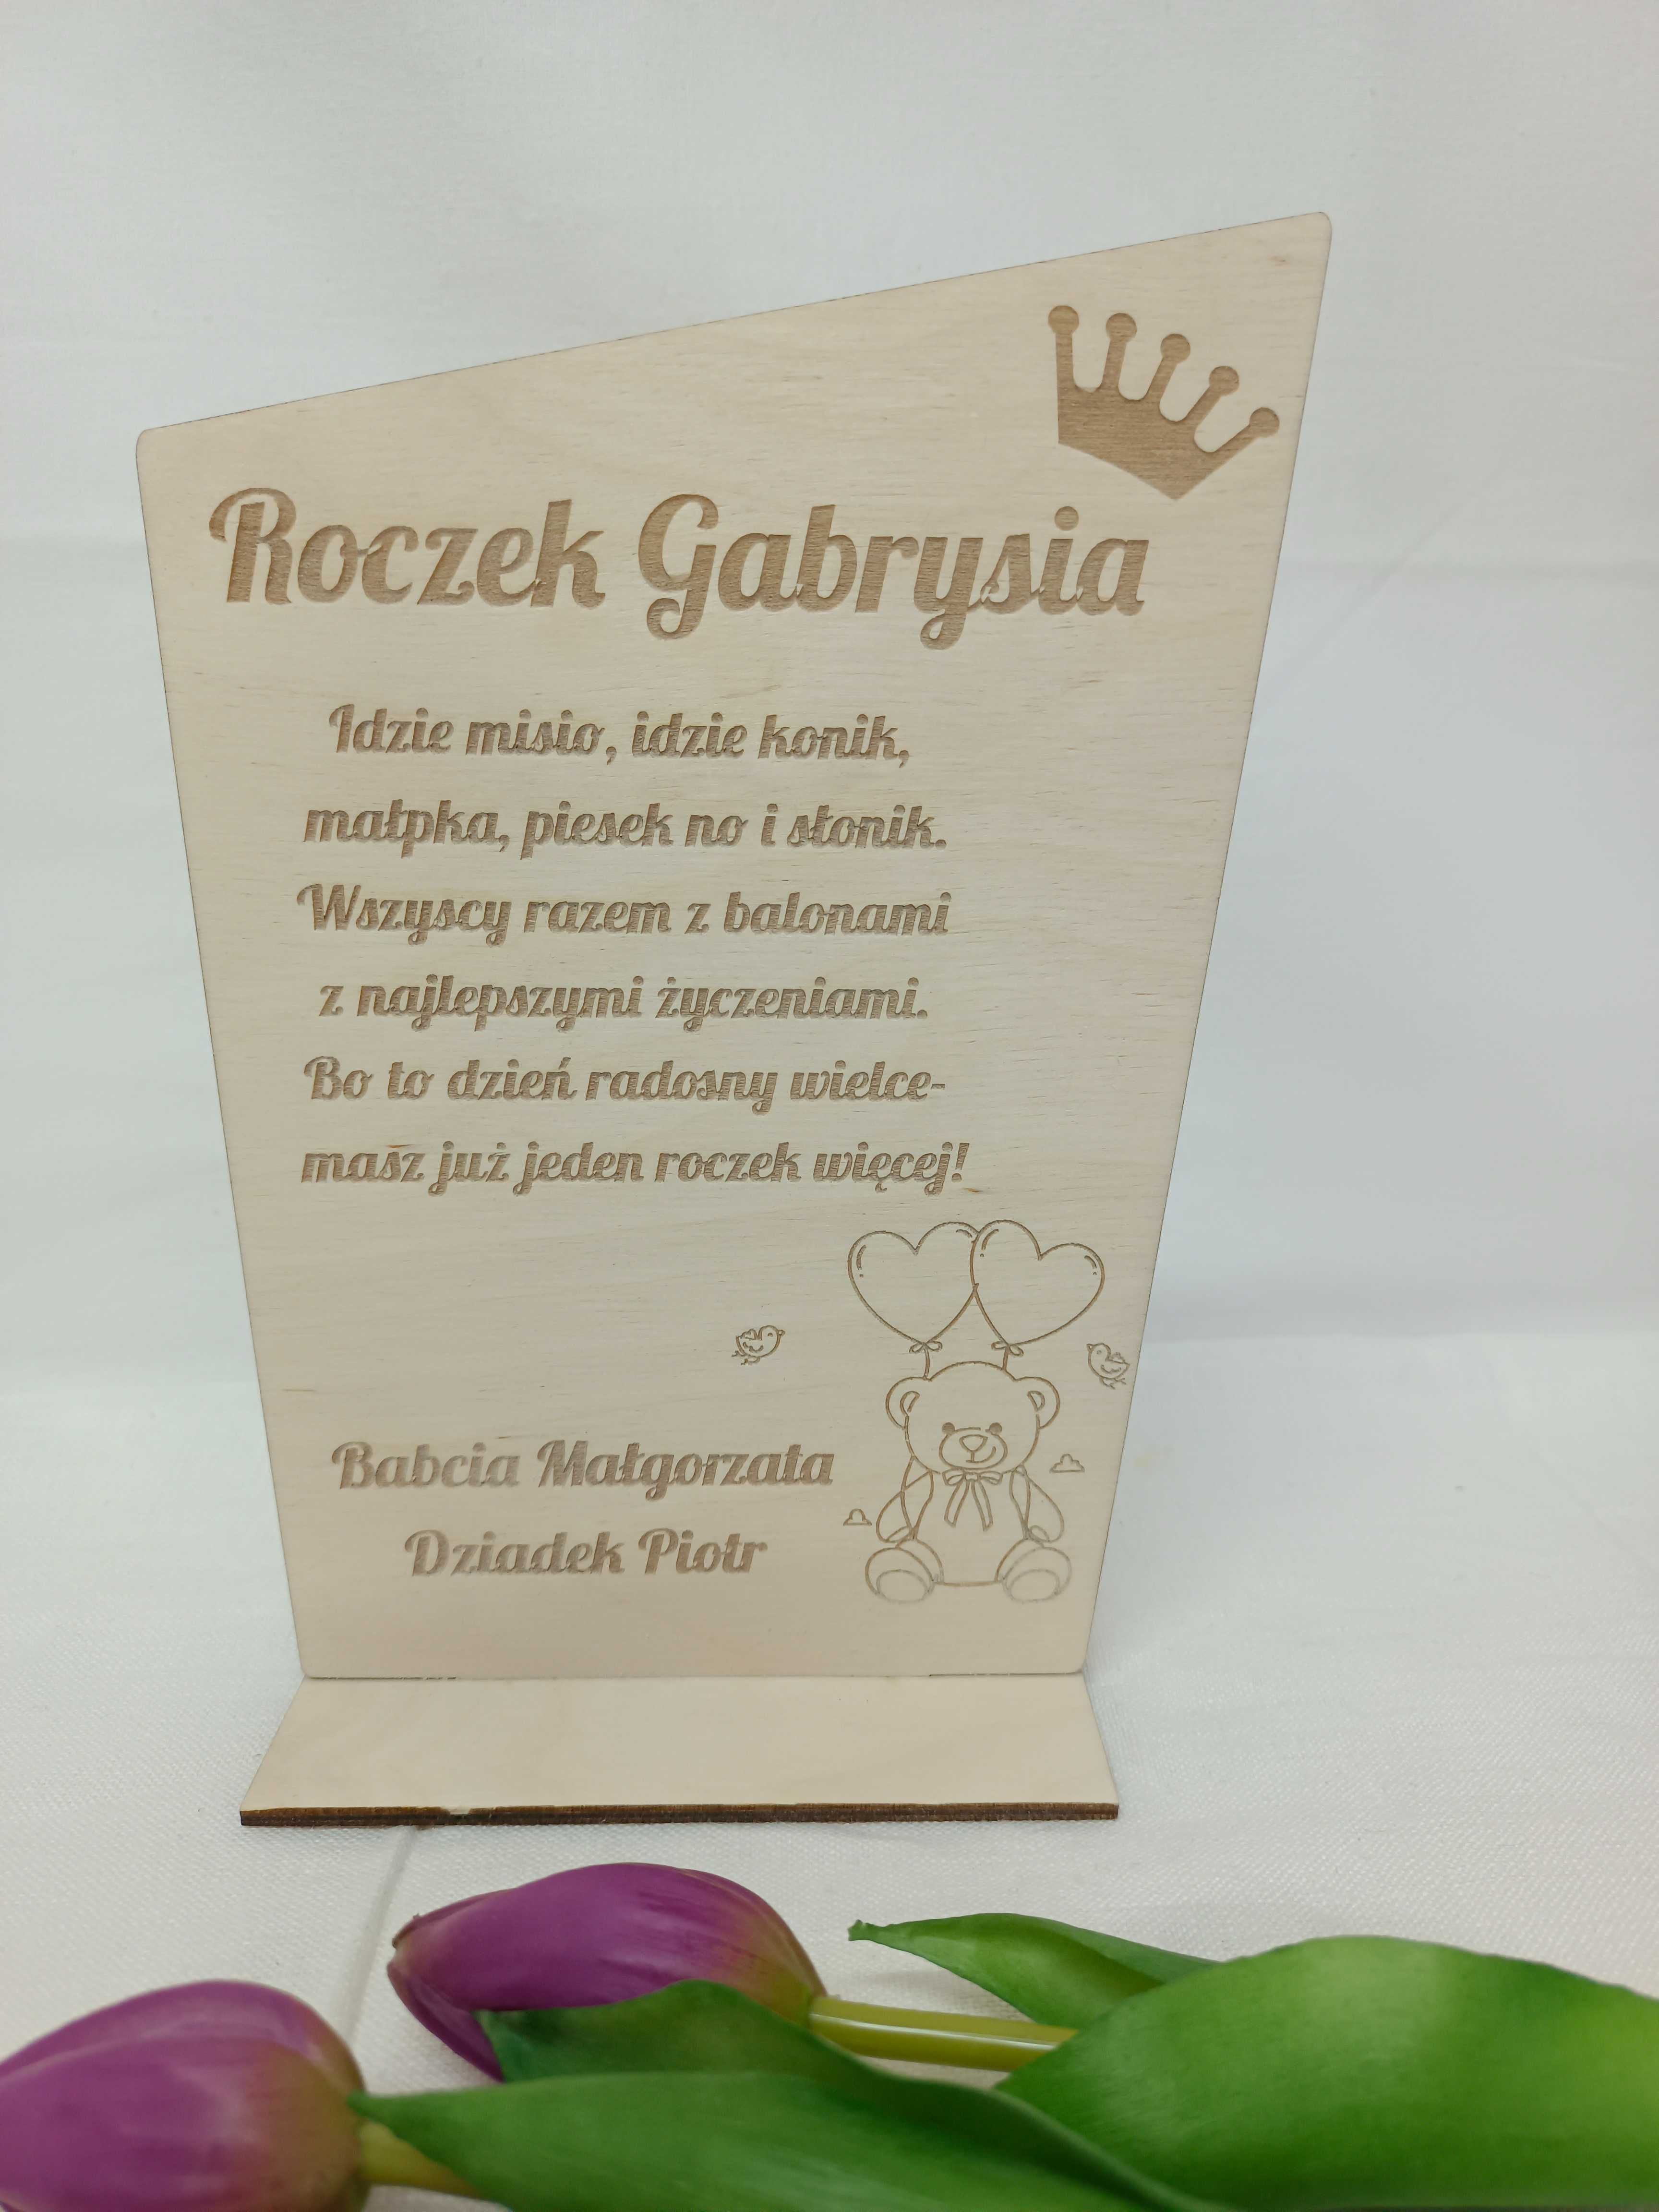 Roczek Gabrysia
Idzie misio, idzie konik,
małpka, piesek no i słonik.
Wszyscy razem z balonami
z najlepszymi życzeniami.
Bo to dzień radosny wielce-
masz już jeden roczek więcej!
Babcia Małgorzata
Dziadek Piotr